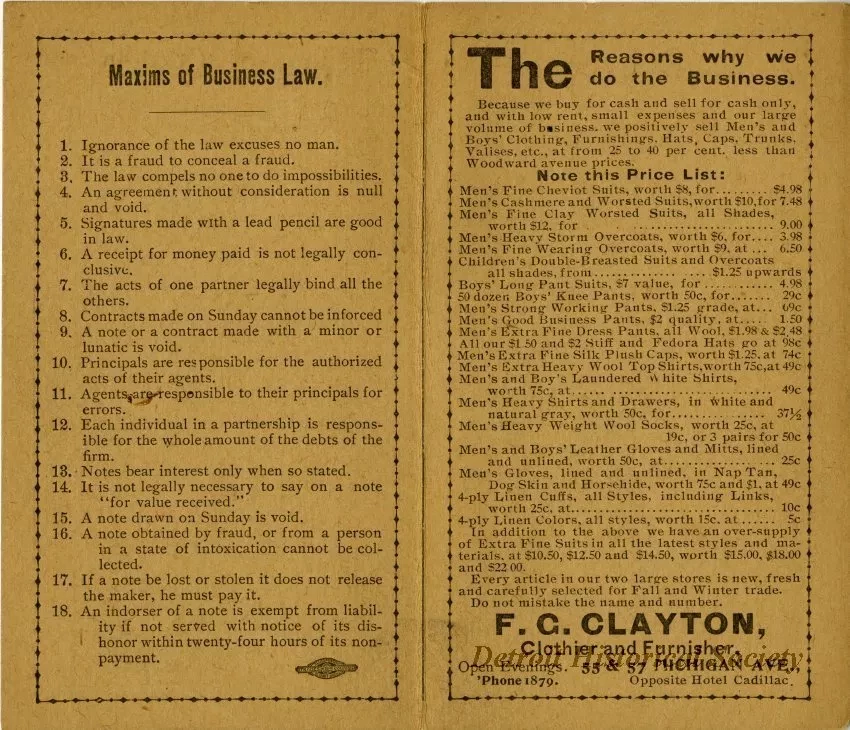 Maxims of Business Law.
1. Ignorance of the law excuses no man.
2. It is a fraud to conceal a fraud.
3. The law compels no one to do impossibilities.
4. An agreement without consideration is null
and void.
5. Signatures made with a lead pencil are good
in law.
6. A receipt for money paid is not legally con-
clusive.
7. The acts of one partner legally bind all the
others.
8. Contracts made on Sunday cannot be inforced
9. A note or a contract made with a minor or
lunatic is void.
10. Principals are responsible for the authorized
acts of their agents.
11. Agents are responsible to their principals for
errors.
12. Each individual in a partnership is respons-
ible for the whole amount of the debts of the
firm.
13. Notes bear interest only when so stated.
14. It is not legally necessary to say on a note
"for value received."
15. A note drawn on Sunday is void.
16. A note obtained by fraud, or from a person
in a state of intoxication cannot be col-
lected.
17. If a note be lost or stolen it does not release
the maker, he must pay it.
18. An indorser of a note is exempt from liabil-
ity if not served with notice of its dis-
honor within twenty-four hours of its non-
payment.
The Reasons why we
do the Business.
Because we buy for cash and sell for cash only,
and with low rent, small expenses and our large
volume of business, we positively sell Men's and
Boys' Clothing, Furnishings, Hats, Caps, Trunks,
Valises, etc., at from 25 to 40 per cent. less than
Woodward avenue prices.
Note this Price List:
Men's Fine Cheviot Suits, worth $8, for......... $4.98
Men's Cashmere and Worsted Suits, worth $10, for 7.48
Men's Fine Clay Worsted Suits, all Shades,
worth $12, for ........................ 9.00
Men's Heavy Storm Overcoats, worth $6, for.... 3.98
Men's Fine Wearing Overcoats, worth $9, at ... 6.50
Children's Double-Breasted Suits and Overcoats
all shades, from.............. $1.25 upwards
Boys' Long Pant Suits, $7 value, for ........... 4.98
50 dozen Boys' Knee Pants, worth 50c, for....... 29c
Men's Strong Working Pants, $1.25 grade, at... 69c
Men's Good Business Pants, $2 quality, at..... 1.50
Men's Extra Fine Dress Pants, all Wool, $1.98 & $2.48
All our $1.50 and $2 Stiff and Fedora Hats go at 98c
Men's Extra Fine Silk Plush Caps, worth $1.25, at 74c
Men's Extra Heavy Wool Top Shirts, worth 75c, at 49c
Men's and Boy's Laundered White Shirts,
worth 75c, at............................ 49c
Men's Heavy Shirts and Drawers, in white and
natural gray, worth 50c, for............. 37½
Men's Heavy Weight Wool Socks, worth 25c, at
19c, or 3 pairs for 50c
Men's and Boys' Leather Gloves and Mitts, lined
and unlined, worth 50c, at................ 25c
Men's Gloves, lined and unlined, in Nap Tan,
Dog Skin and Horsehide, worth 75c and $1, at 49c
4-ply Linen Cuffs, all Styles, including Links,
worth 25c, at............................ 10c
4-ply Linen Colors, all styles, worth 15c, at ...... 5c
In addition to the above we have an over-supply
of Extra Fine Suits in all the latest styles and ma-
terials, at $10.50, $12.50 and $14.50, worth $15.00, $18.00
and $22.00.
Every article in our two large stores is new, fresh
and carefully selected for Fall and Winter trade.
Do not mistake the name and number.
F. G. CLAYTON,
Clothier and Furnisher,
Detroit Historical Society
Open Evenings. 55 & 57 MICHIGAN AVE.,
'Phone 1879. Opposite Hotel Cadillac.